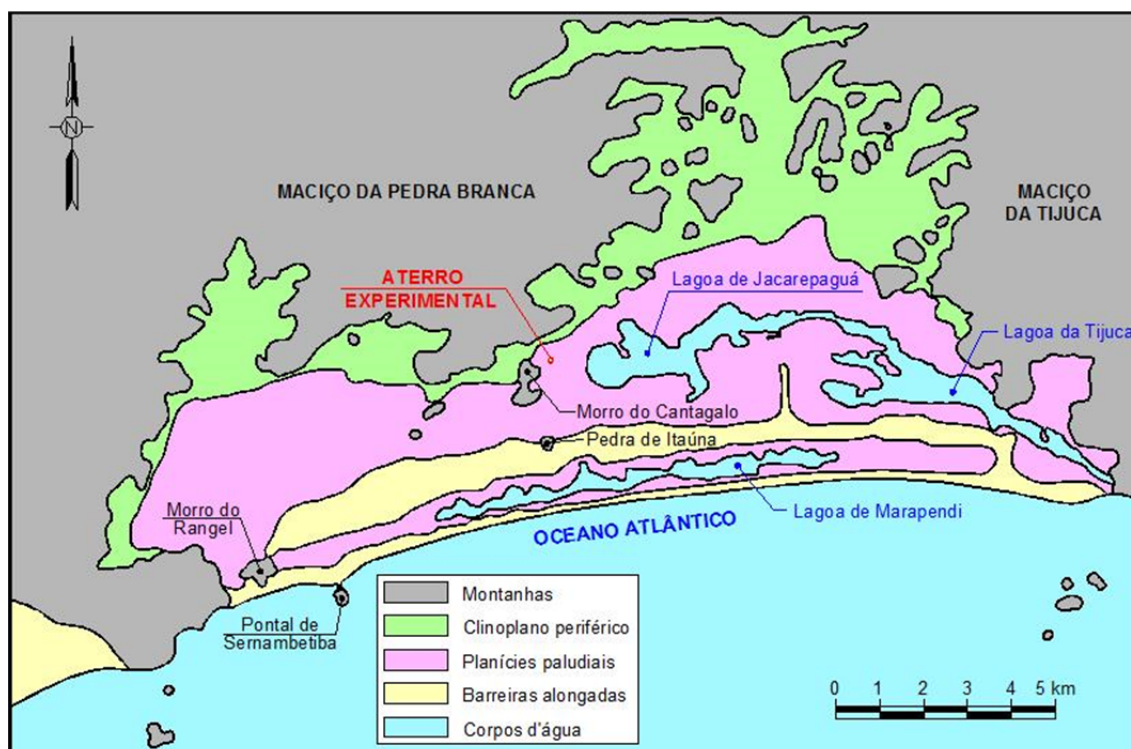 N
MACIÇO DA PEDRA BRANCA
MACIÇO
DA TIJUCA
ATERRO
EXPERIMENTAL
Lagoa de Jacarepaguá
Lagoa da Tijuca
Morro do Cantagalo
Pedra de Itaúna
Morro do
Rangel
Lagoa de Marapendi
OCEANO ATLÂNTICO
Pontal de
Sernambetiba
Montanhas
Clinoplano periférico
Planícies paludiais
Barreiras alongadas
Corpos d'água
0 1 2 3 4 5 km